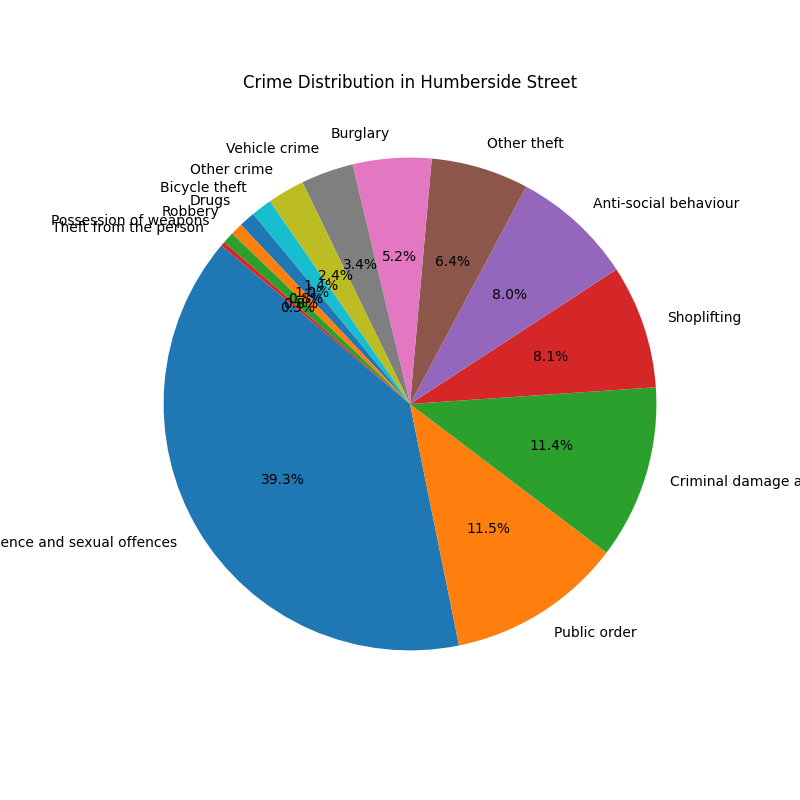 Crime Distribution in Humberside Street
Burglary
Other theft
Vehicle crime
Other crime
Bicycle theft
Drugs
Robbery
Possession of weapons
Theft from the person
Anti-social behaviour
Shoplifting
Criminal damage a
Public order
ence and sexual offences
5.2%
6.4%
3.4%
2.4%
1.4%
8.0%
8.1%
11.4%
11.5%
39.3%
0.3%